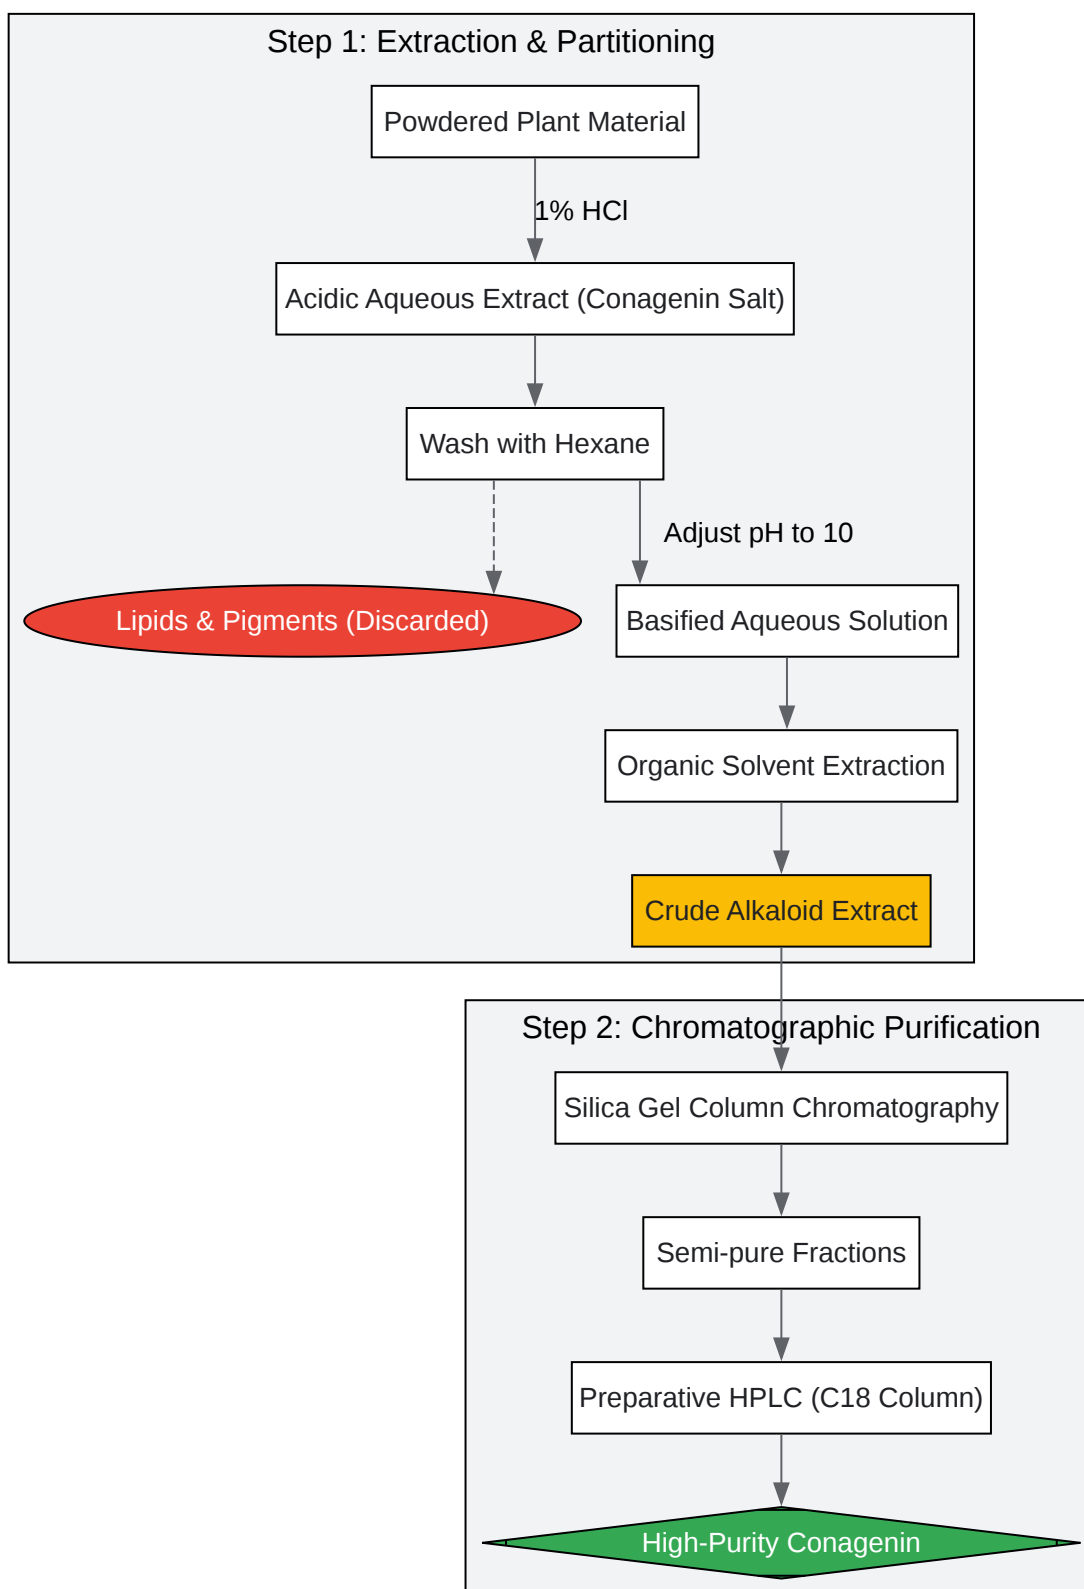 Step 1: Extraction & Partitioning
Powdered Plant Material
1% HCl
Acidic Aqueous Extract (Conagenin Salt)
Wash with Hexane
Adjust pH to 10
Lipids & Pigments (Discarded)
Basified Aqueous Solution
Organic Solvent Extraction
Crude Alkaloid Extract
Step 2: Chromatographic Purification
Silica Gel Column Chromatography
Semi-pure Fractions
Preparative HPLC (C18 Column)
High-Purity Conagenin